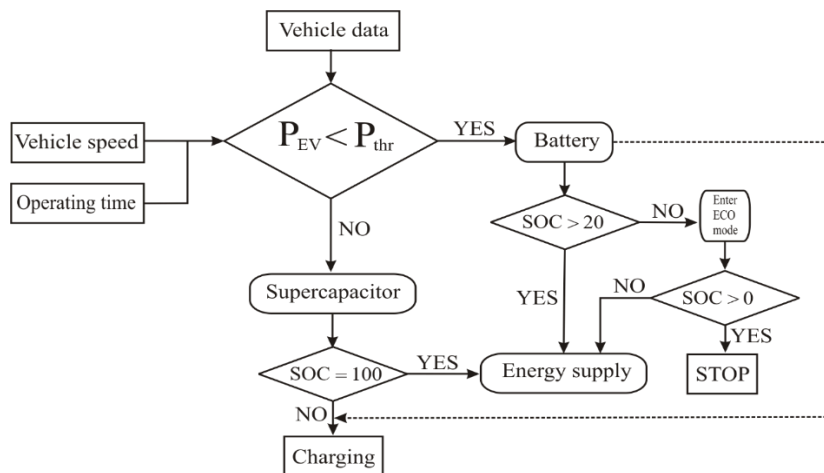 Vehicle data
P_EV < P_thr
YES
Battery
Vehicle speed
Operating time
NO
SOC > 20
NO
Enter
ECO
mode
Supercapacitor
YES
NO
SOC > 0
YES
SOC = 100
YES
Energy supply
STOP
NO
Charging